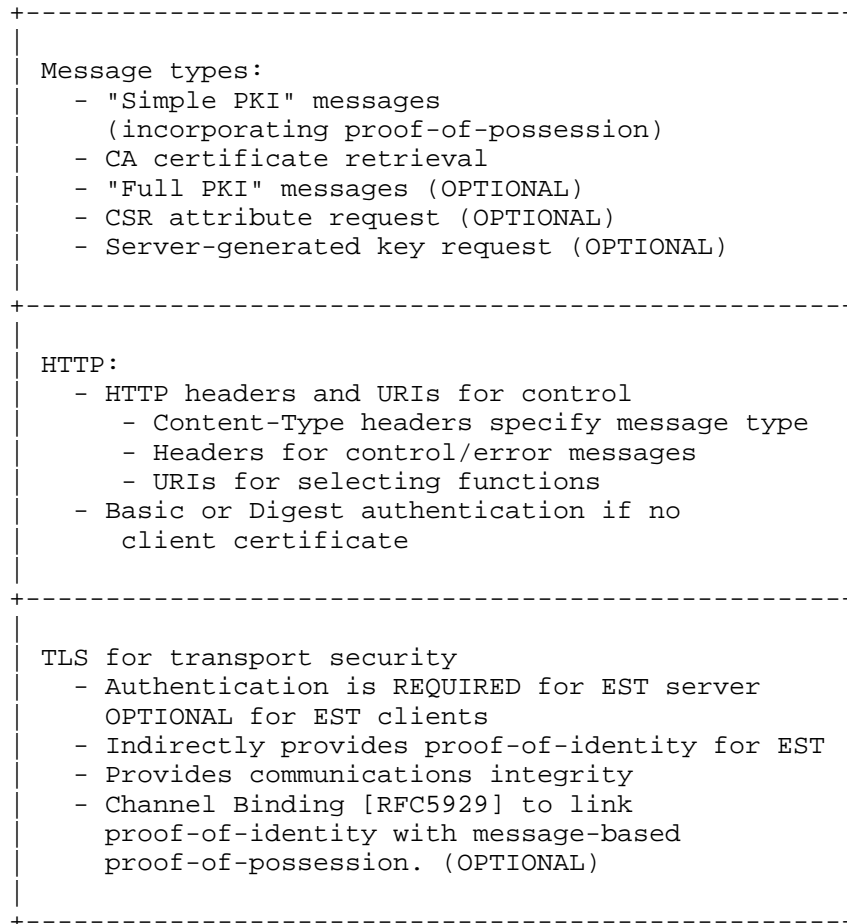 Message types:
- "Simple PKI" messages
(incorporating proof-of-possession)
- CA certificate retrieval
- "Full PKI" messages (OPTIONAL)
- CSR attribute request (OPTIONAL)
- Server-generated key request (OPTIONAL)
HTTP:
- HTTP headers and URIs for control
- Content-Type headers specify message type
- Headers for control/error messages
- URIs for selecting functions
- Basic or Digest authentication if no
client certificate
TLS for transport security
- Authentication is REQUIRED for EST server
OPTIONAL for EST clients
- Indirectly provides proof-of-identity for EST
- Provides communications integrity
- Channel Binding [RFC5929] to link
proof-of-identity with message-based
proof-of-possession. (OPTIONAL)